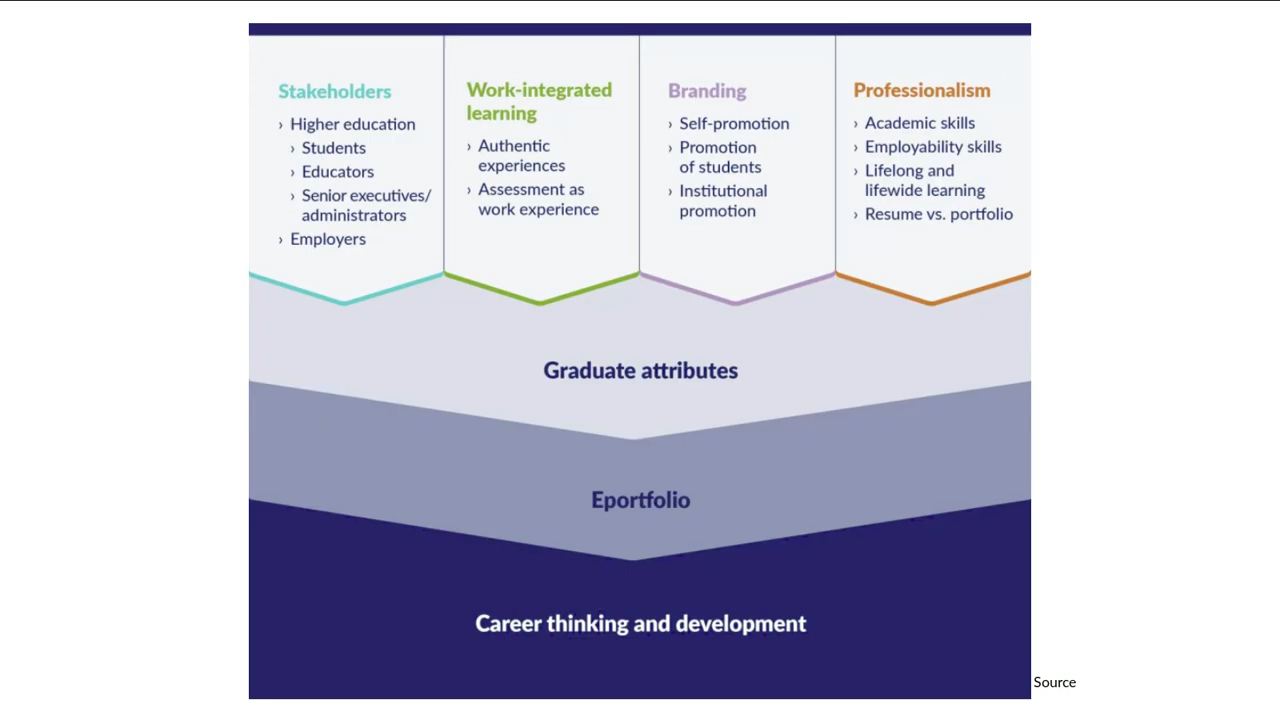 Stakeholders
› Higher education
› Students
› Educators
› Senior executives/
administrators
› Employers
Work-integrated
learning
› Authentic
experiences
› Assessment as
work experience
Branding
› Self-promotion
› Promotion
of students
› Institutional
promotion
Professionalism
› Academic skills
› Employability skills
› Lifelong and
lifewide learning
› Resume vs. portfolio
Graduate attributes
Eportfolio
Career thinking and development
Source